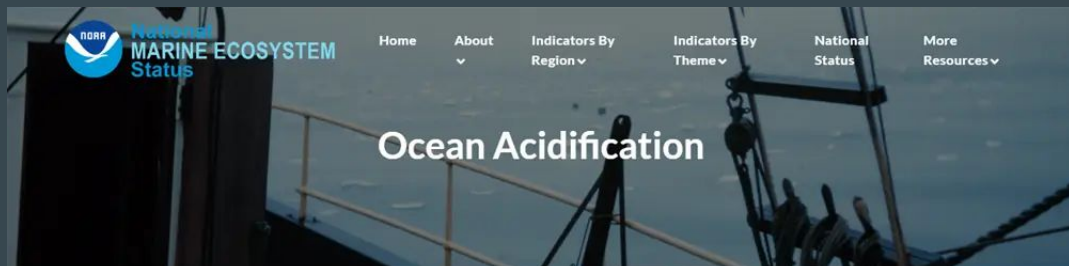 NOAA
National
MARINE ECOSYSTEM
Status
Home
About
Indicators By
Region
Indicators By
Theme
National
Status
More
Resources
Ocean Acidification